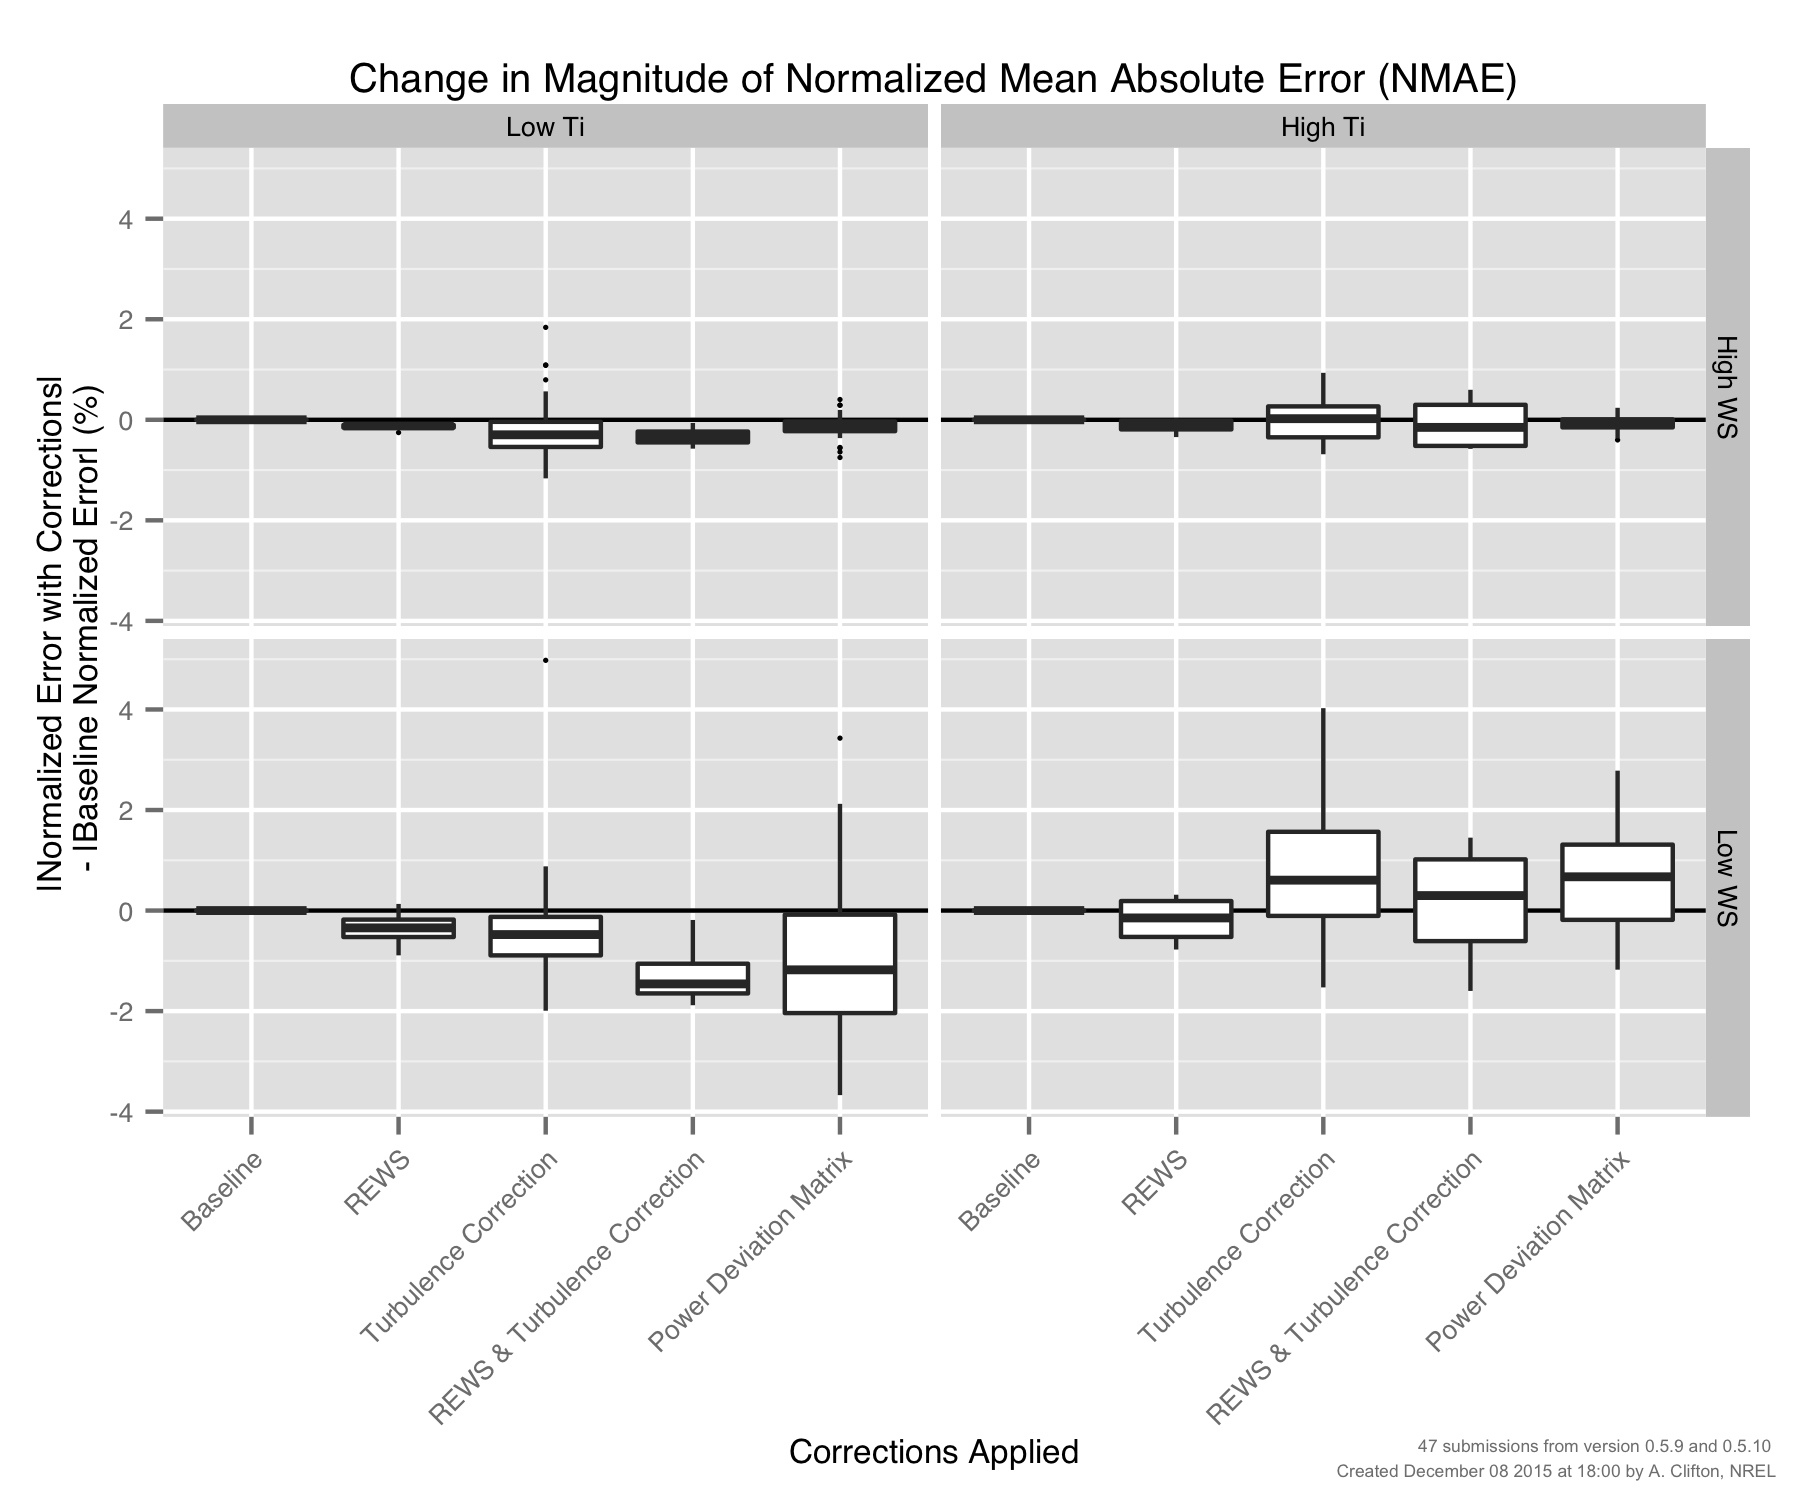 Change in Magnitude of Normalized Mean Absolute Error (NMAE)
Low Ti
High Ti
|Normalized Error with Corrections|
- |Baseline Normalized Error| (%)
4
2
0
-2
-4
High WS
4
2
0
-2
-4
Low WS
Baseline
REWS
Turbulence Correction
REWS & Turbulence Correction
Power Deviation Matrix
Baseline
REWS
Turbulence Correction
REWS & Turbulence Correction
Power Deviation Matrix
Corrections Applied
47 submissions from version 0.5.9 and 0.5.10
Created December 08 2015 at 18:00 by A. Clifton, NREL